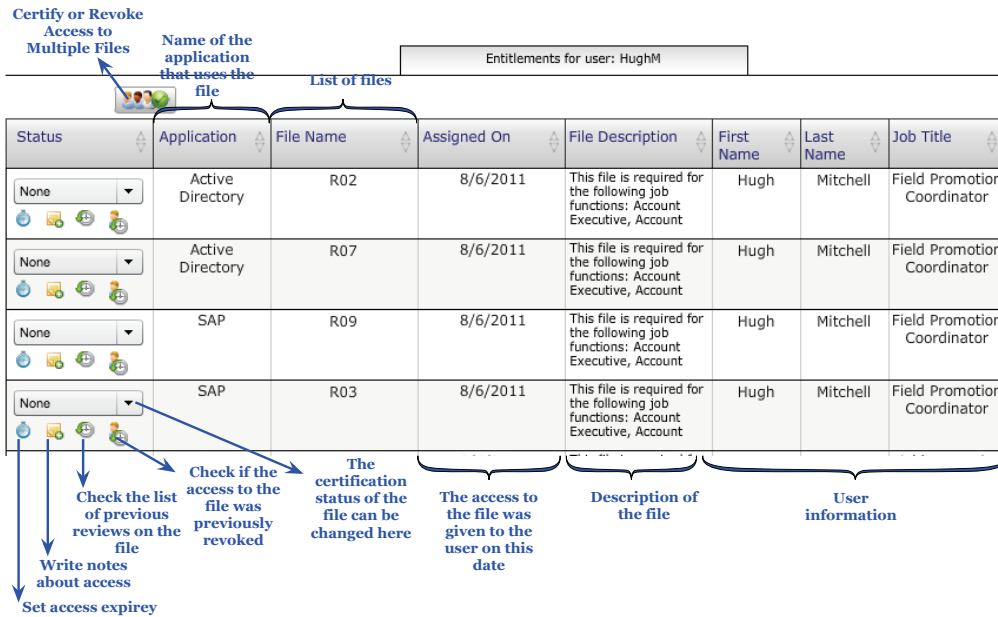 Certify or Revoke
Access to
Multiple Files
Name of the
application
that uses the
file
List of files
Entitlements for user: HughM
Status
Application
File Name
Assigned On
File Description
First
Name
Last
Name
Job Title
None
Active
Directory
R02
8/6/2011
This file is required for
the following job
functions: Account
Executive, Account
Hugh
Mitchell
Field Promotion
Coordinator
None
Active
Directory
R07
8/6/2011
This file is required for
the following job
functions: Account
Executive, Account
Hugh
Mitchell
Field Promotion
Coordinator
None
SAP
R09
8/6/2011
This file is required for
the following job
functions: Account
Executive, Account
Hugh
Mitchell
Field Promotion
Coordinator
None
SAP
R03
8/6/2011
This file is required for
the following job
functions: Account
Executive, Account
Hugh
Mitchell
Field Promotion
Coordinator
Set access expirey
Write notes
about access
Check the list
of previous
reviews on the
file
Check if the
access to the
file was
previously
revoked
The
certification
status of the
file can be
changed here
The access to
the file was
given to the
user on this
date
Description of
the file
User
information